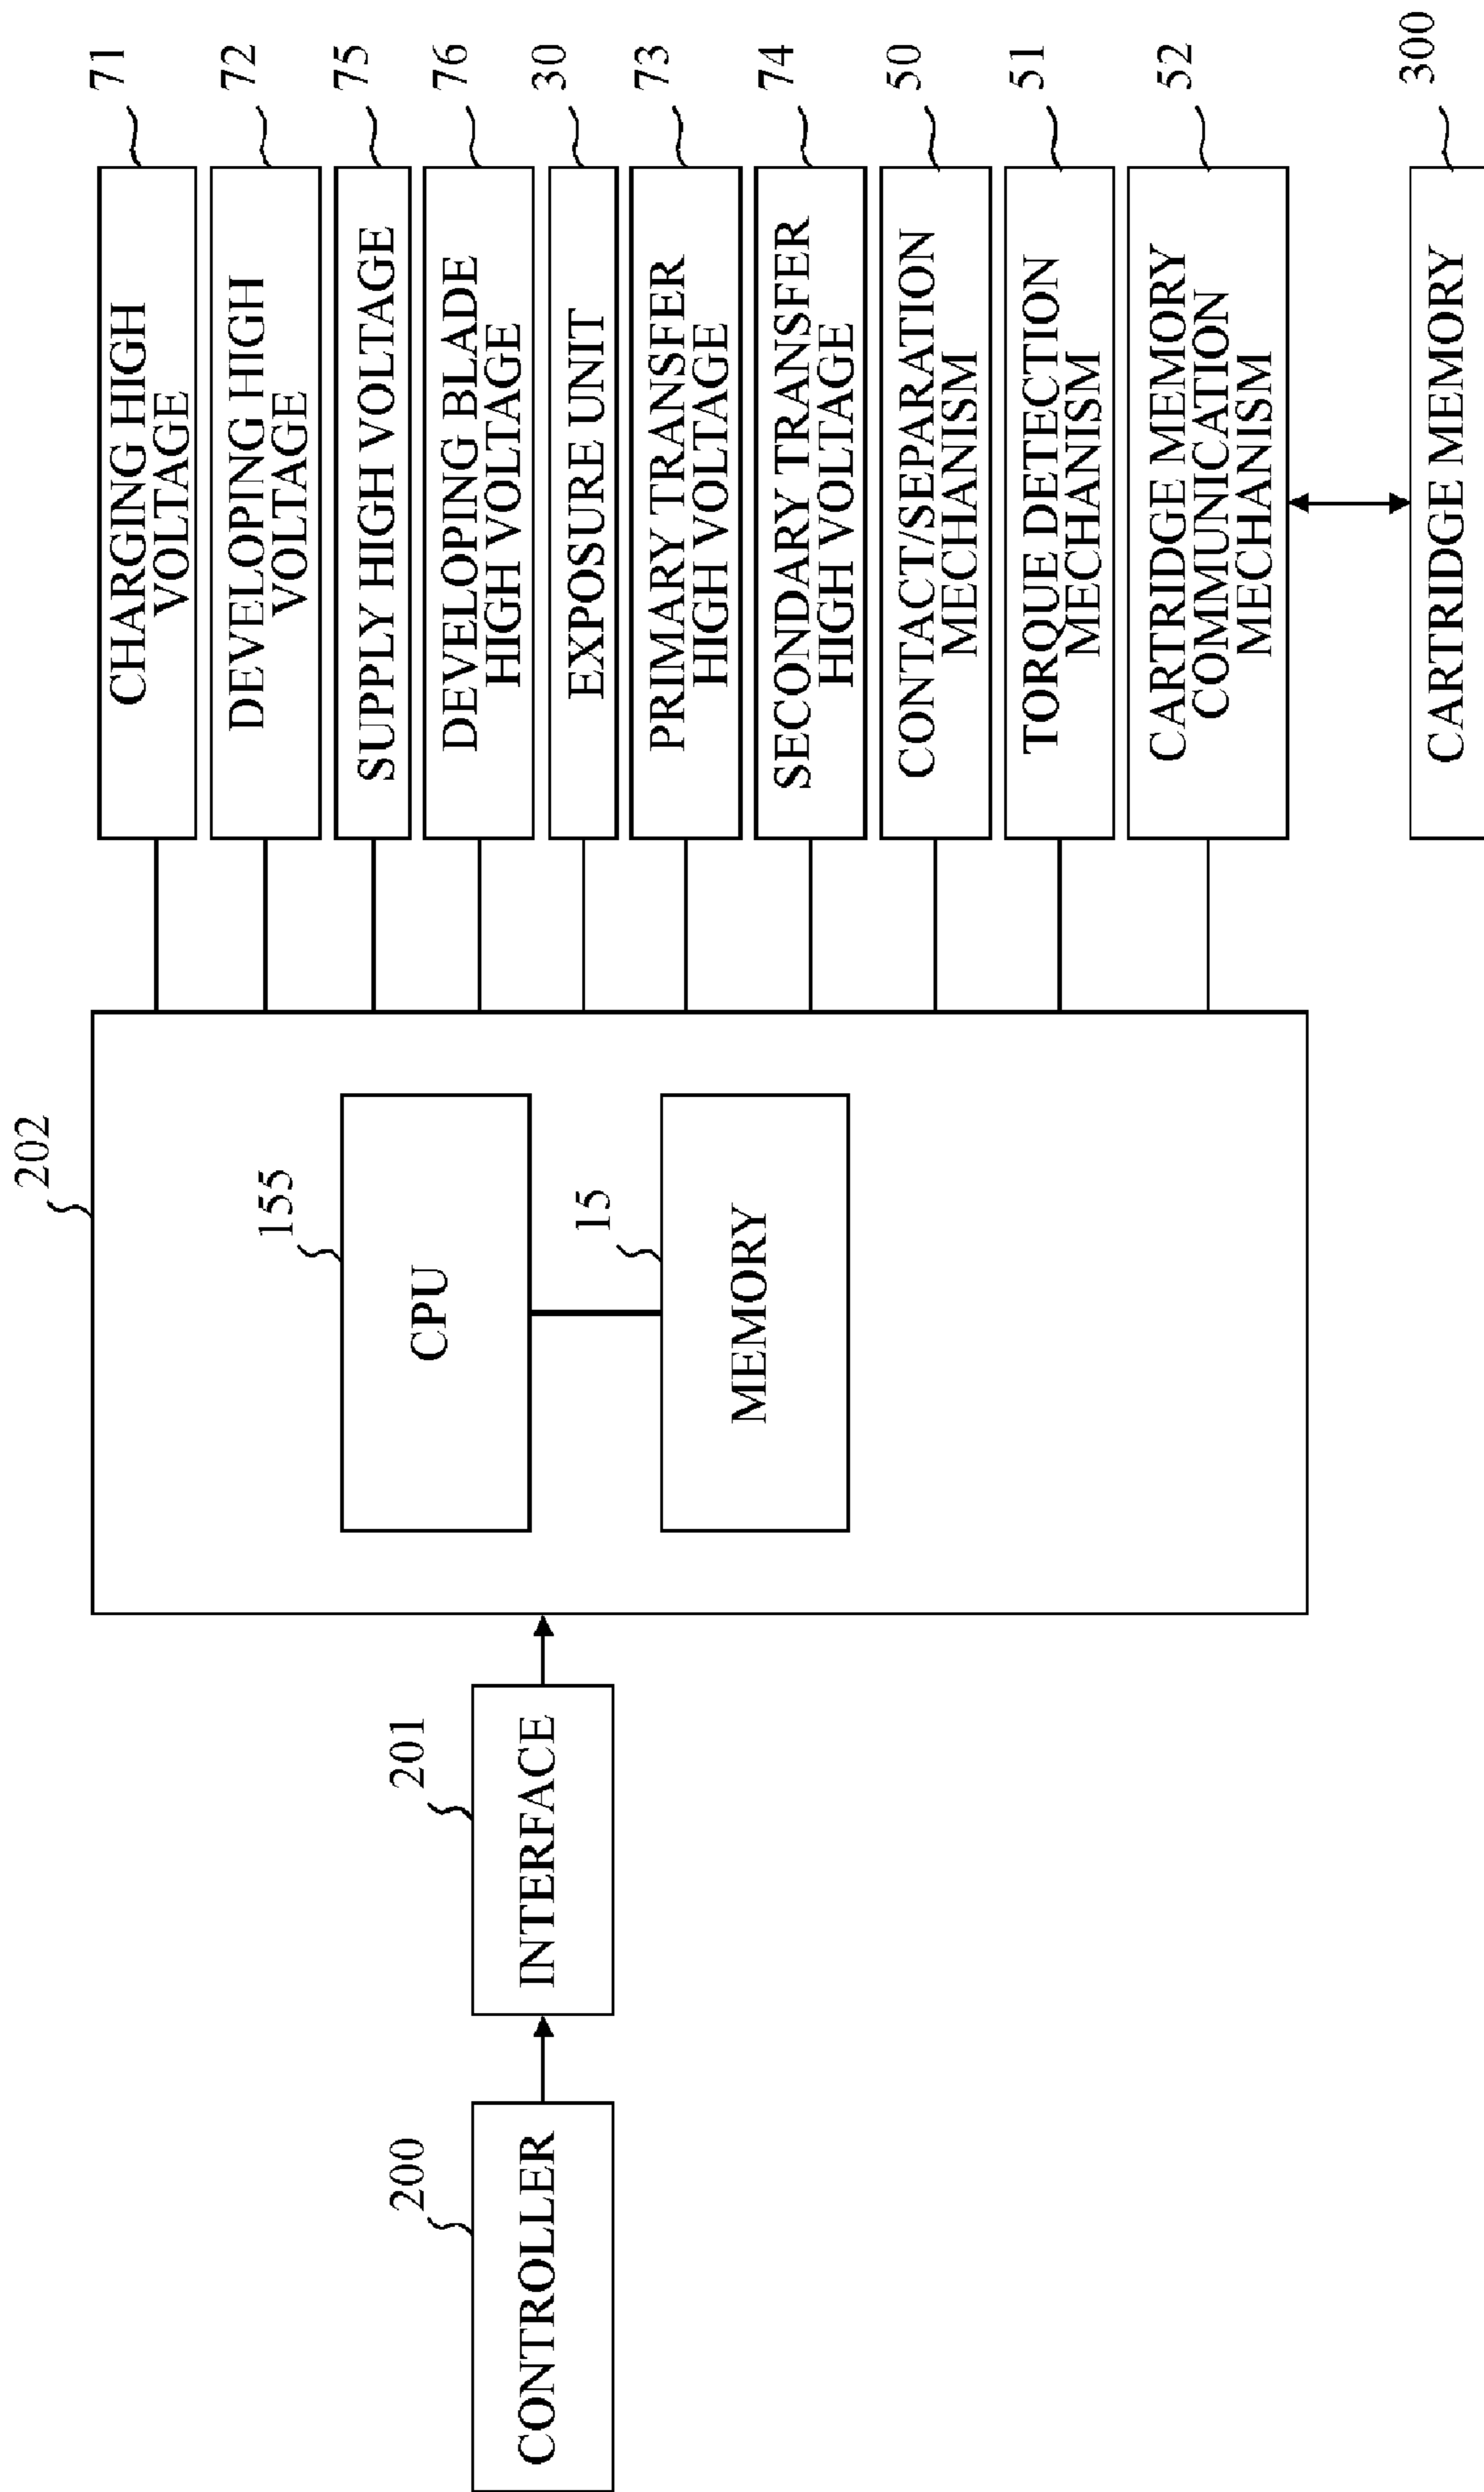 200
CONTROLLER
201
INTERFACE
202
155
CPU
15
MEMORY
CHARGING HIGH
VOLTAGE
71
DEVELOPING HIGH
VOLTAGE
72
SUPPLY HIGH VOLTAGE
75
DEVELOPING BLADE
HIGH VOLTAGE
76
EXPOSURE UNIT
30
PRIMARY TRANSFER
HIGH VOLTAGE
73
SECONDARY TRANSFER
HIGH VOLTAGE
74
CONTACT/SEPARATION
MECHANISM
50
TORQUE DETECTION
MECHANISM
51
CARTRIDGE MEMORY
COMMUNICATION
MECHANISM
52
CARTRIDGE MEMORY
300